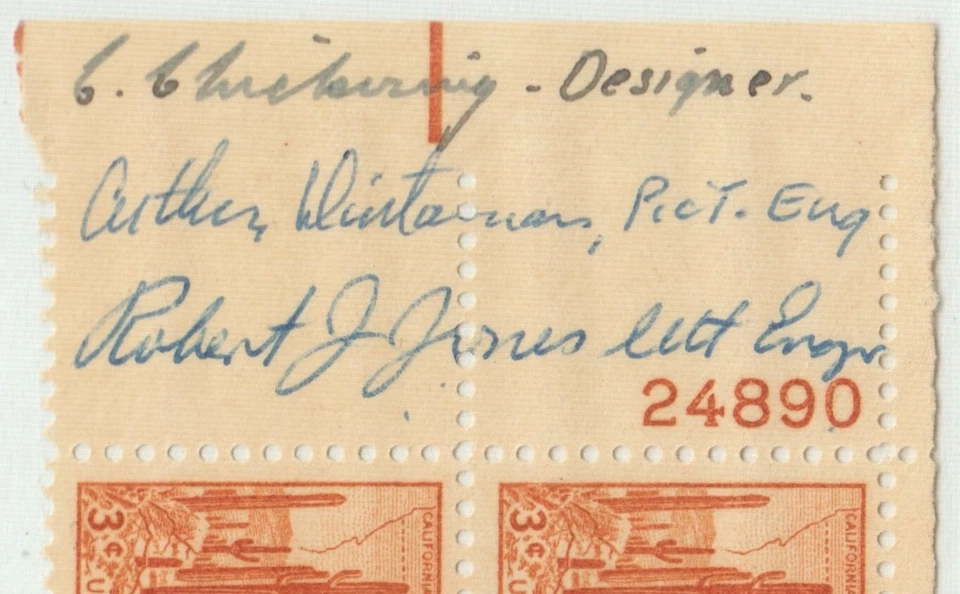 C. Chickering - Designer.
Arthur Dintaman, Pict. Eng
Robert J Jones Lett Engr
24890
3¢ U
CALIFORNIA
3¢ U
CALIFORNIA